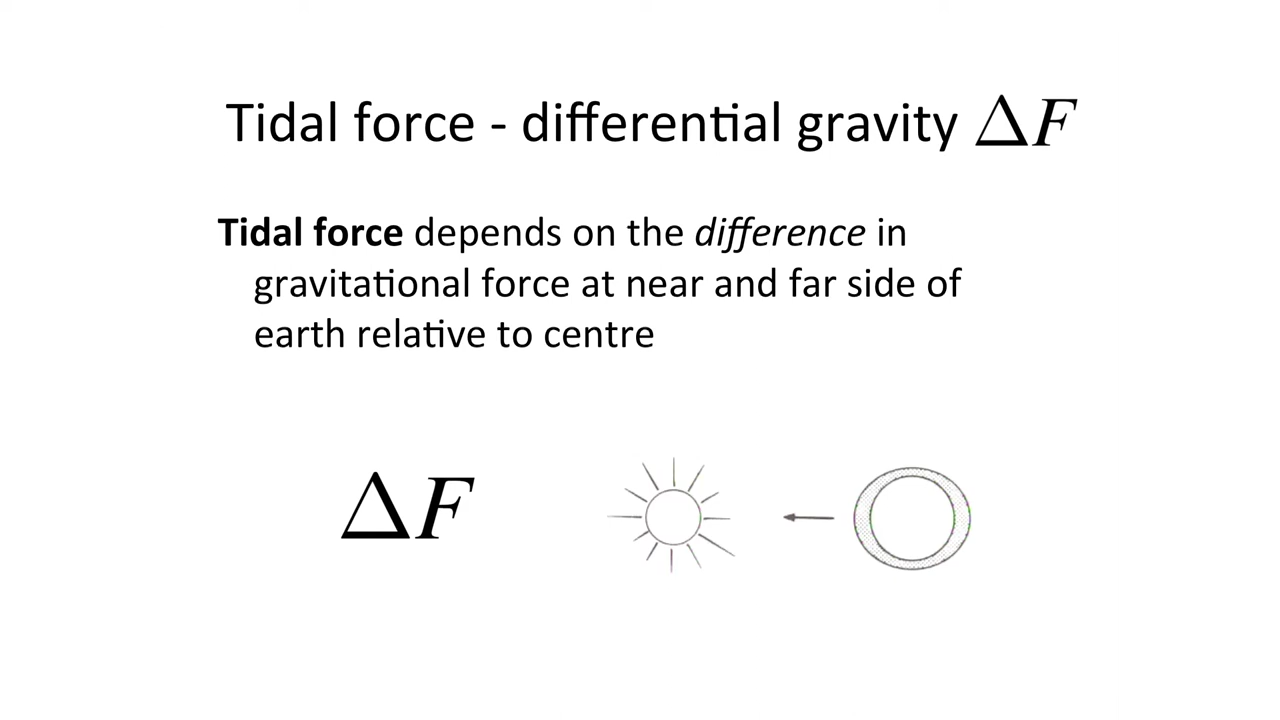 Tidal force - differential gravity ΔF
Tidal force depends on the difference in
gravitational force at near and far side of
earth relative to centre
ΔF